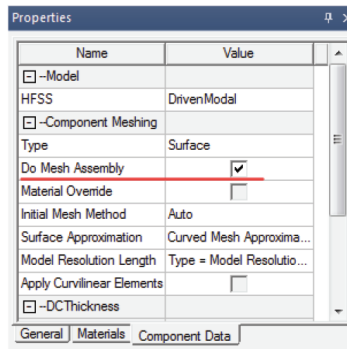 Properties
Name Value
--Model
HFSS DrivenModal
--Component Meshing
Type Surface
Do Mesh Assembly
Material Override
Initial Mesh Method Auto
Surface Approximation Curved Mesh Approxima...
Model Resolution Length Type = Model Resolutio...
Apply Curvilinear Elements
--DCThickness
General Materials Component Data